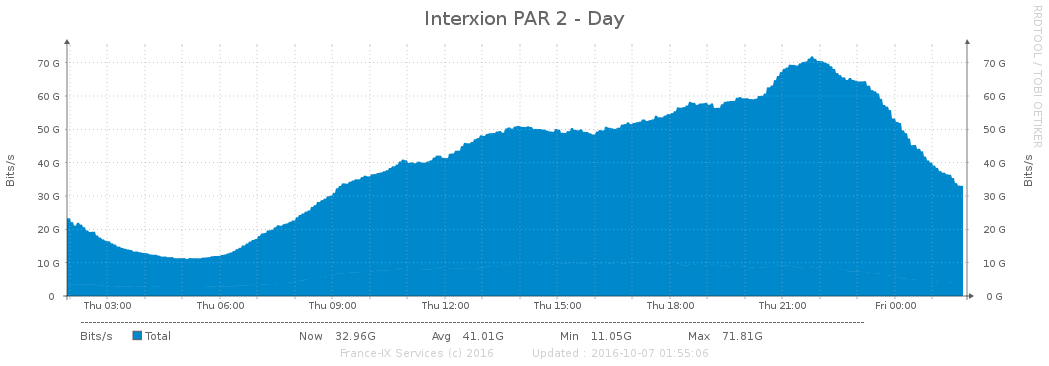 Interxion PAR 2 - Day
RRDTOOL / TOBI OETIKER
Bits/s
70 G 70 G
60 G 60 G
50 G 50 G
40 G 40 G
30 G 30 G
20 G 20 G
10 G 10 G
0 0 G
Bits/s
Thu 03:00 Thu 06:00 Thu 09:00 Thu 12:00 Thu 15:00 Thu 18:00 Thu 21:00 Fri 00:00
Bits/s Total Now 32.96G Avg 41.01G Min 11.05G Max 71.81G
France-IX Services (c) 2016 Updated : 2016-10-07 01:55:06